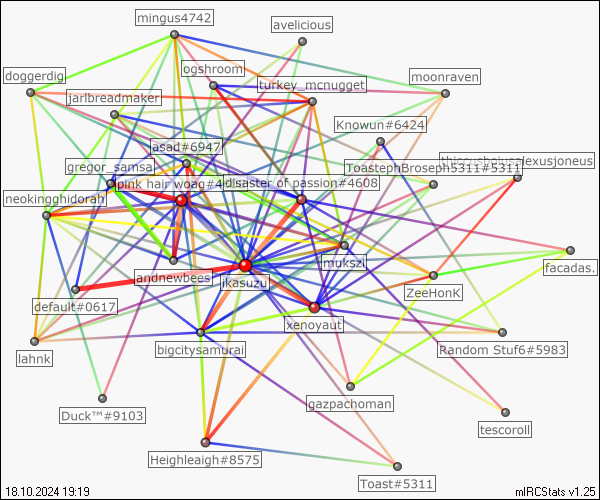 mingus4742
avelicious
ogshroom
doggerdig
moonraven
turkey_mcnugget
jarlbreadmaker
Knowun#6424
asad#6947
gregor_samsa
ToastephBroseph5311#5311
pink hair woag#4
disaster of passion#4608
neokingghidorah
mukszi
facadas.
andnewbees
ikasuzu
ZeeHonK
default#0617
xenoyaut
lahnk
bigcitysamurai
Random Stuf6#5983
gazpachoman
Duck™#9103
tescoroll
Heighleaigh#8575
Toast#5311
18.10.2024 19:19
mIRCStats v1.25